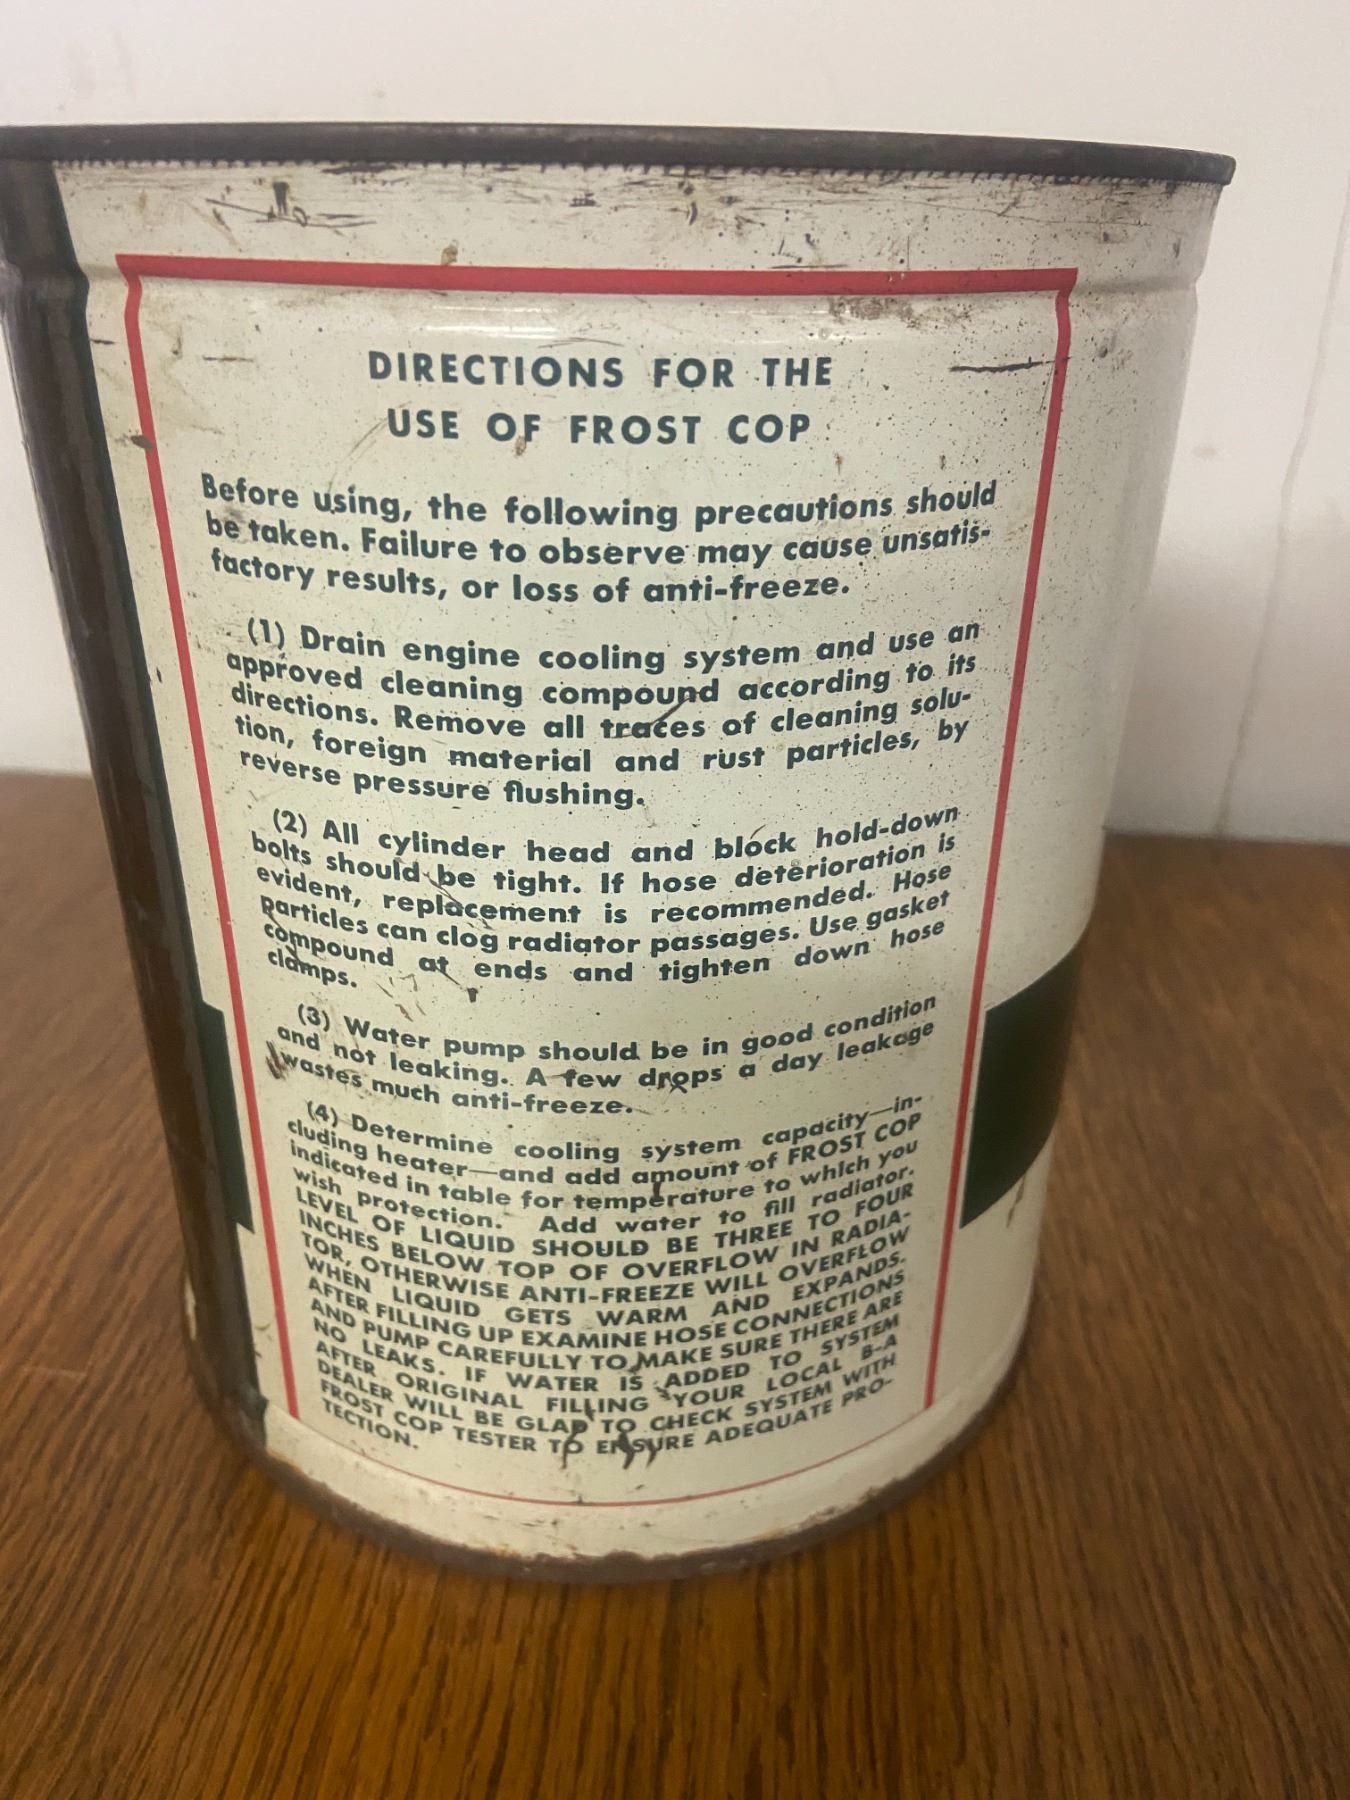 DIRECTIONS FOR THE
USE OF FROST COP
Before using, the following precautions should
be taken. Failure to observe may cause unsatis-
factory results, or loss of anti-freeze.
(1) Drain engine cooling system and use an
approved cleaning compound according to its
directions. Remove all traces of cleaning solu-
tion, foreign material and rust particles, by
reverse pressure flushing.
(2) All cylinder head and block hold-down
bolts should be tight. If hose deterioration is
evident, replacement is recommended. Hose
particles can clog radiator passages. Use gasket
compound at ends and tighten down hose
clamps.
(3) Water pump should be in good condition
and not leaking. A few drops a day leakage
wastes much anti-freeze.
(4) Determine cooling system capacity—in-
cluding heater—and add amount of FROST COP
indicated in table for temperature to which you
wish protection. Add water to fill radiator.
LEVEL OF LIQUID SHOULD BE THREE TO FOUR
INCHES BELOW TOP OF OVERFLOW IN RADIA-
TOR, OTHERWISE ANTI-FREEZE WILL OVERFLOW
WHEN LIQUID GETS WARM AND EXPANDS.
AFTER FILLING UP EXAMINE HOSE CONNECTIONS
AND PUMP CAREFULLY TO MAKE SURE THERE ARE
NO LEAKS. IF WATER IS ADDED TO SYSTEM
AFTER ORIGINAL FILLING YOUR LOCAL B-A
DEALER WILL BE GLAD TO CHECK SYSTEM WITH
FROST COP TESTER TO ENSURE ADEQUATE PRO-
TECTION.